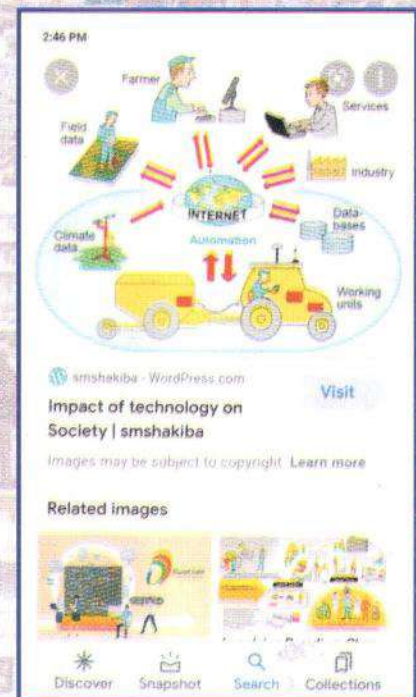 2:46 PM
Farmer
Services
Field
data
Industry
INTERNET
Data-
bases
Climate
data
Automation
Working
units
smshakiba - WordPress.com
Visit
Impact of technology on
Society | smshakiba
Images may be subject to copyright. Learn more
Related images
Discover
Snapshot
Search
Collections